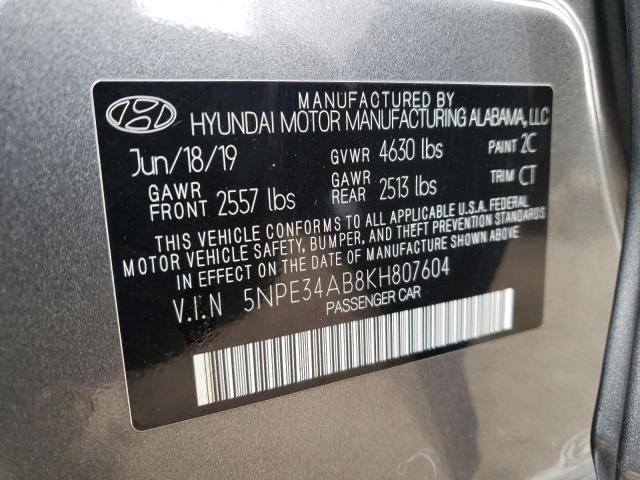 MANUFACTURED BY
HYUNDAI MOTOR MANUFACTURING ALABAMA, LLC
Jun/18/19 GVWR 4630 lbs PAINT 2C
GAWR FRONT 2557 lbs GAWR REAR 2513 lbs TRIM CT
THIS VEHICLE CONFORMS TO ALL APPLICABLE U.S.A. FEDERAL
MOTOR VEHICLE SAFETY, BUMPER, AND THEFT PREVENTION STANDARDS
IN EFFECT ON THE DATE OF MANUFACTURE SHOWN ABOVE.
V.I.N 5NPE34AB8KH807604
PASSENGER CAR